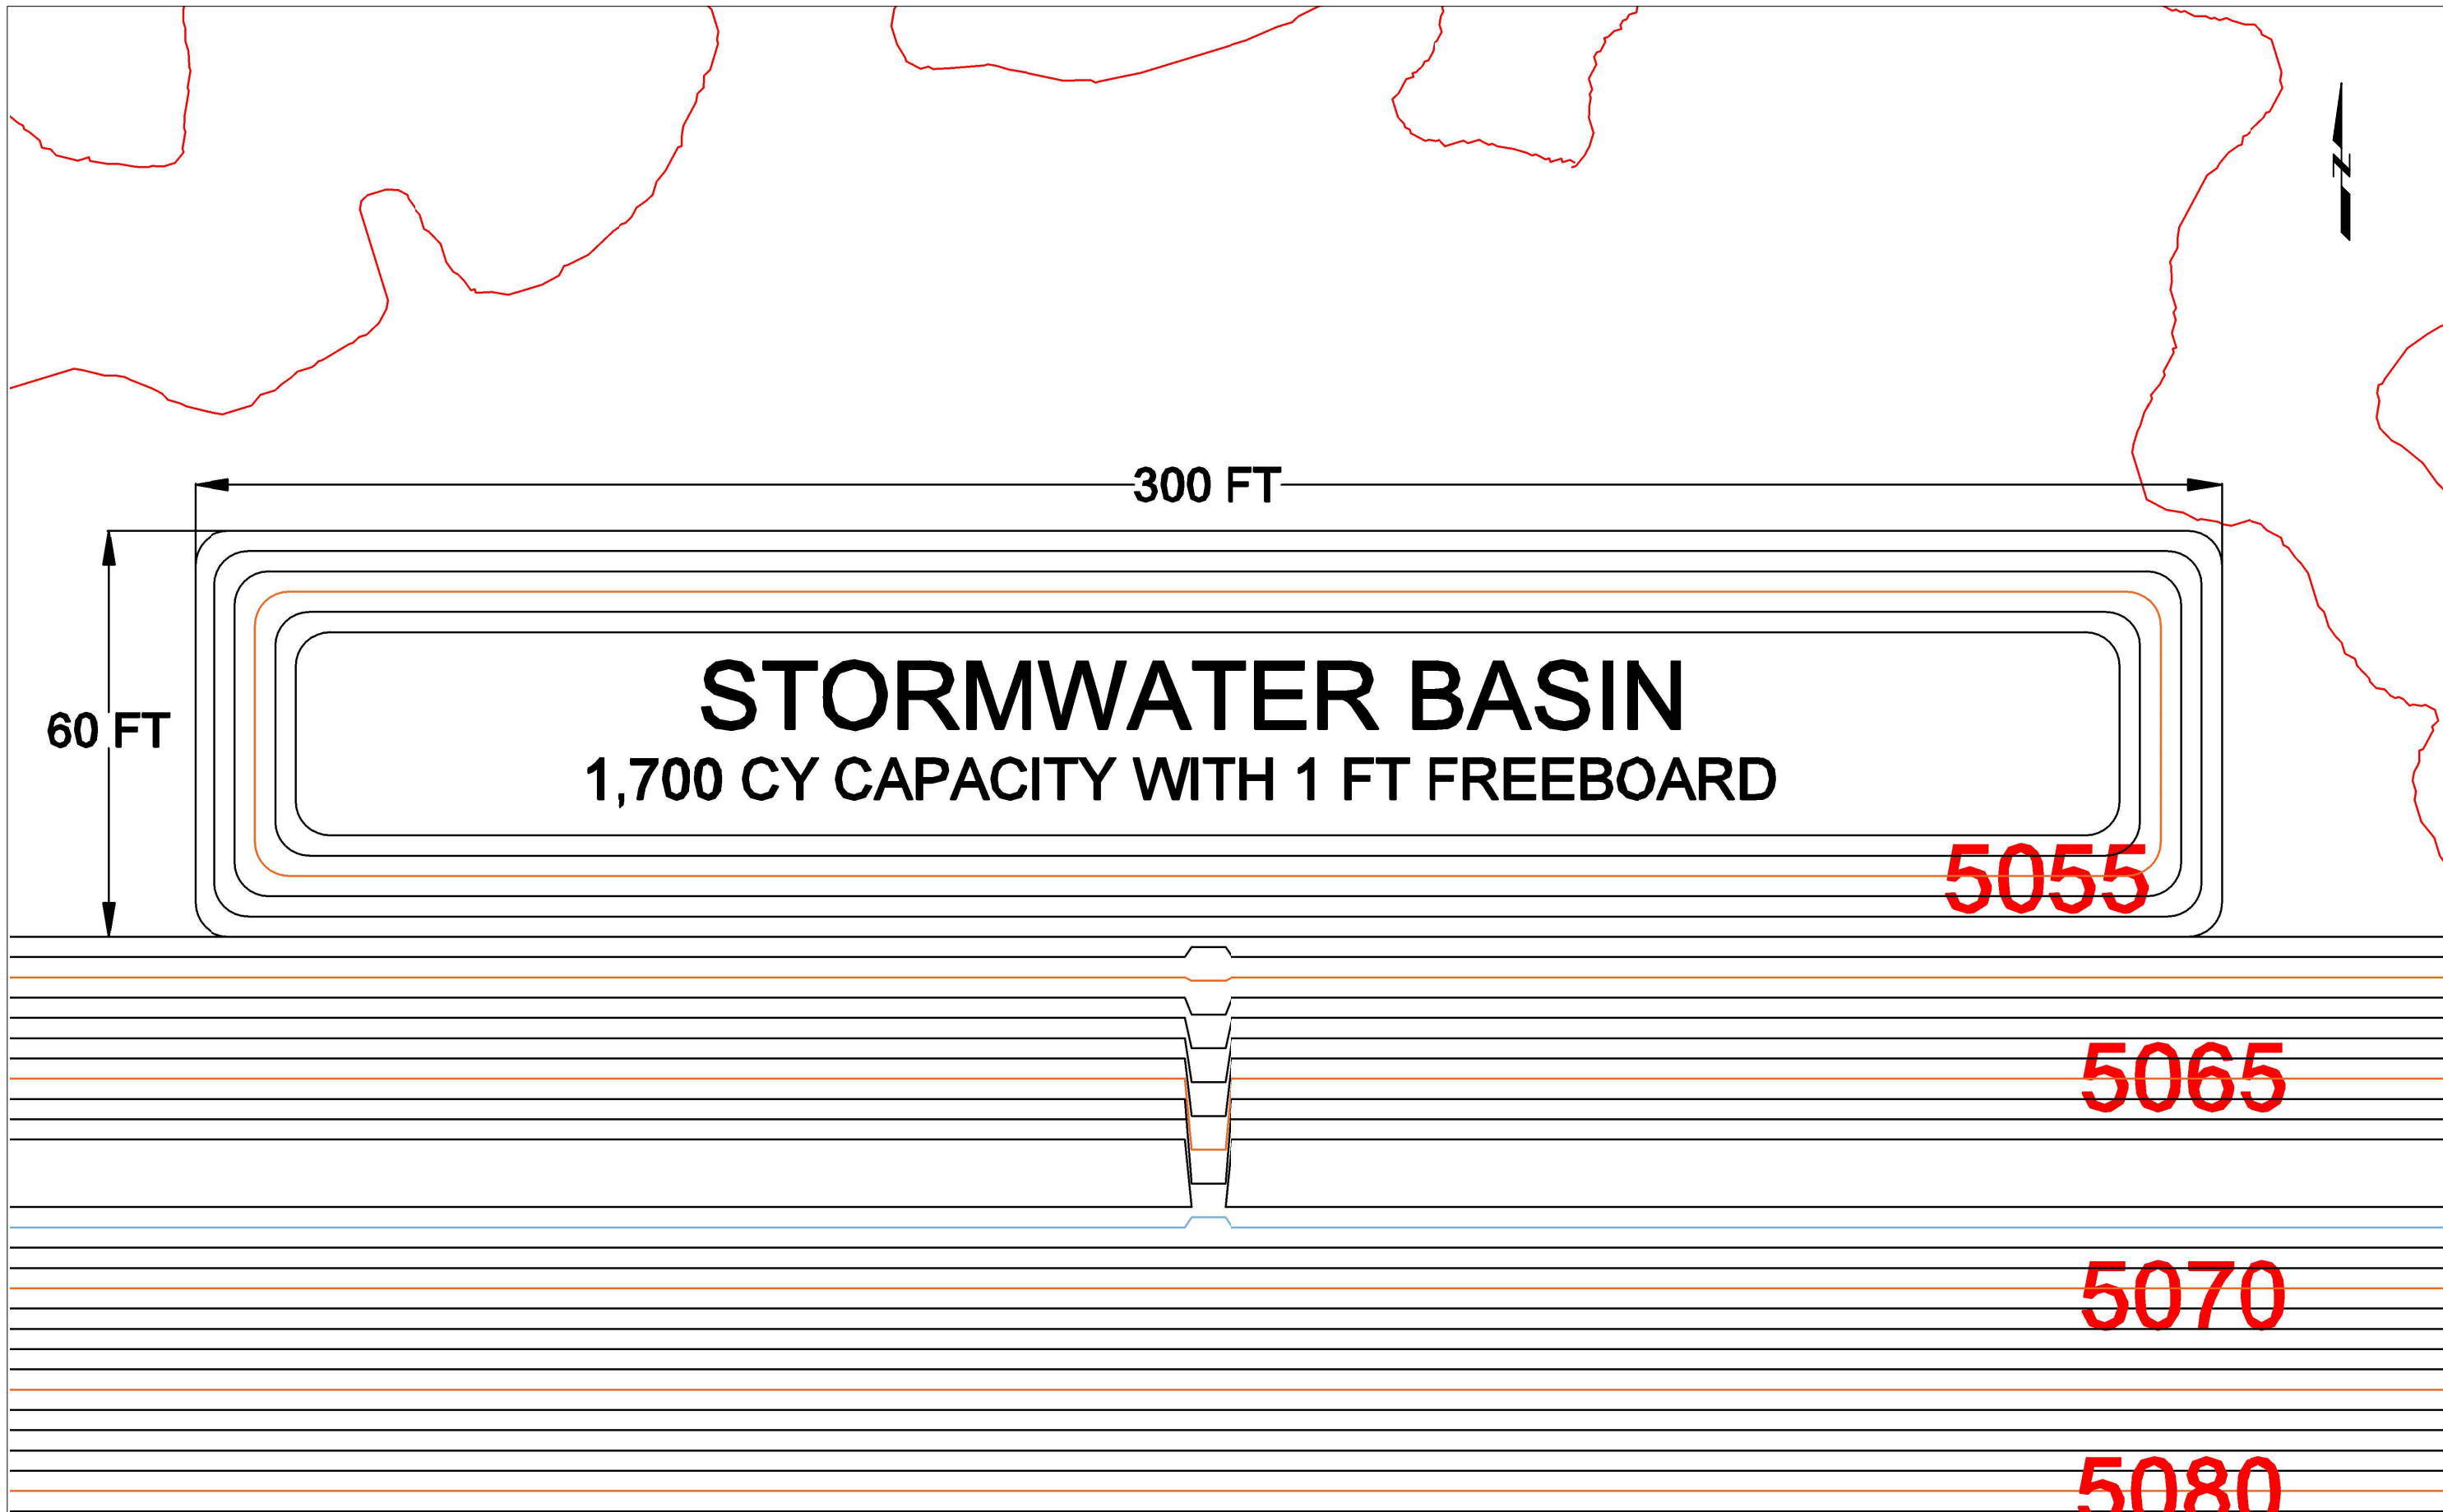 N
300 FT
60 FT
STORMWATER BASIN
1,700 CY CAPACITY WITH 1 FT FREEBOARD
5055
5065
5070
5080